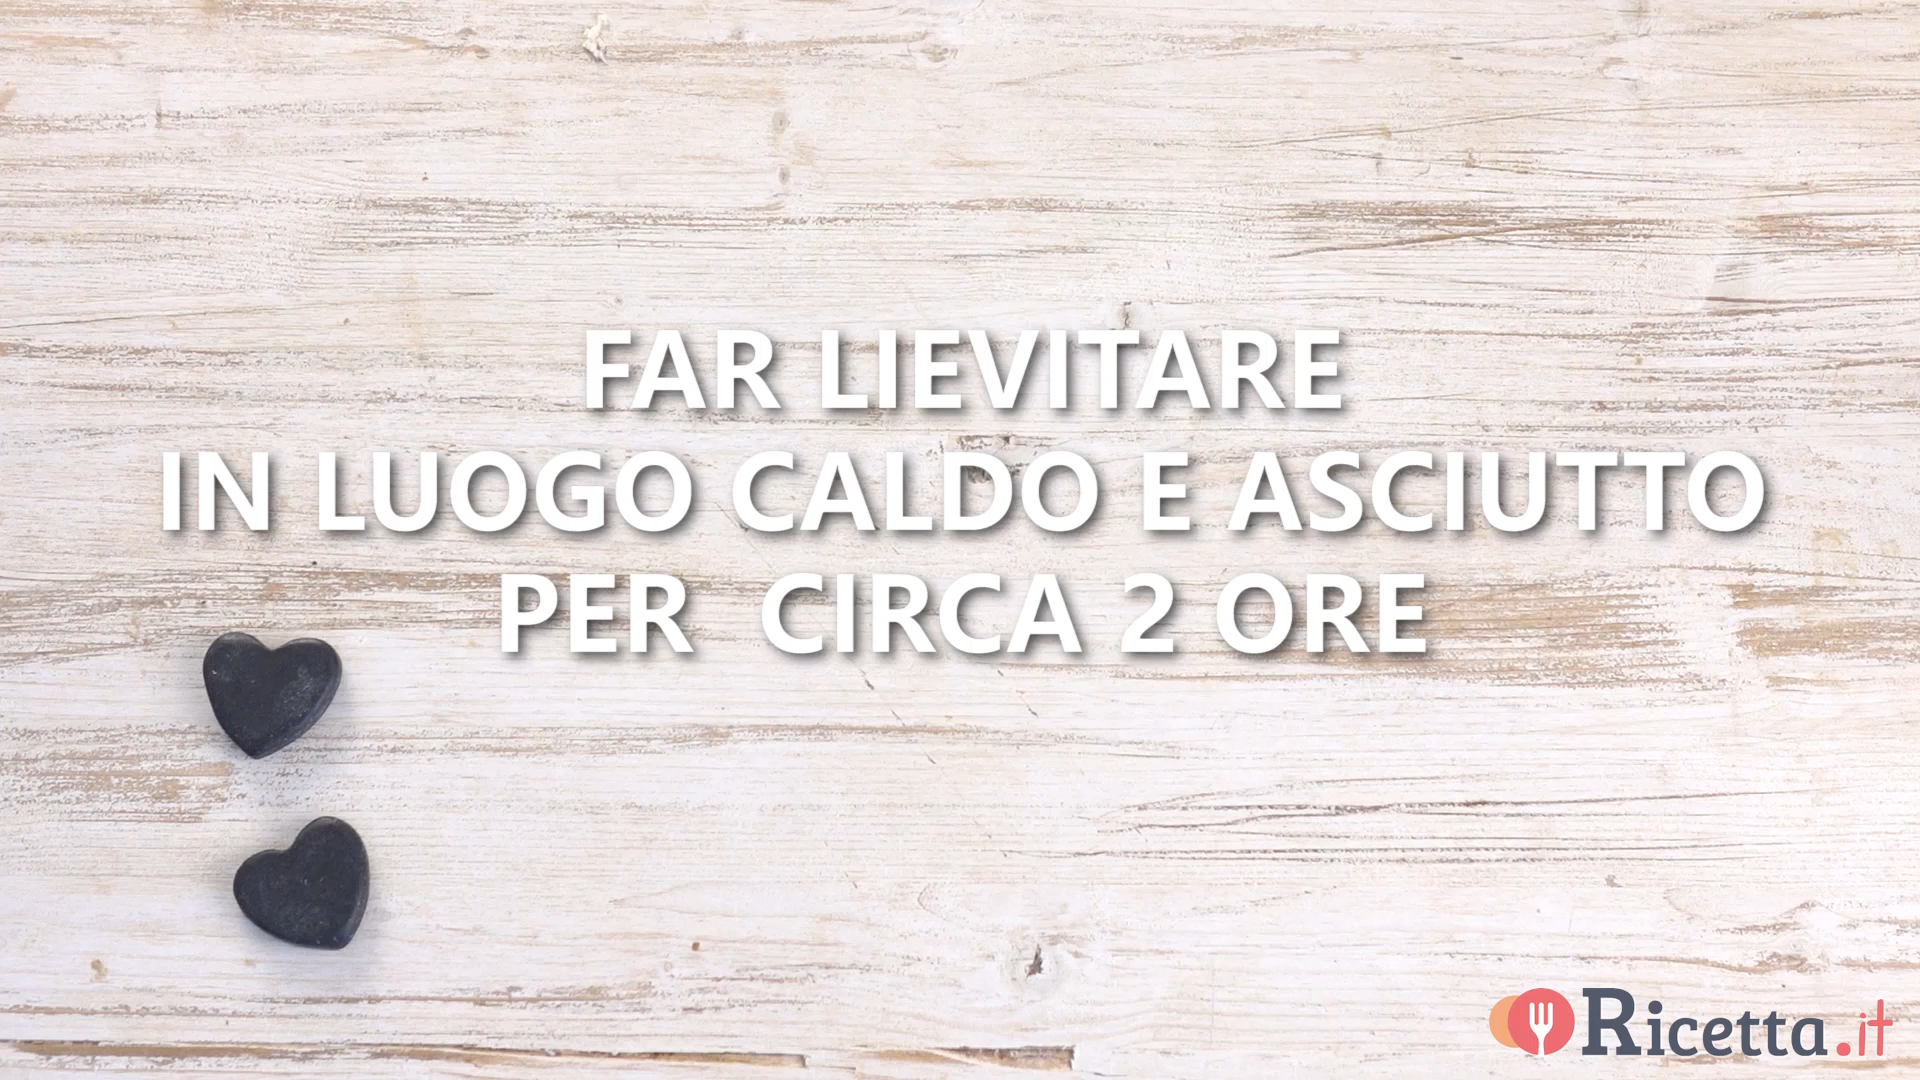 FAR LIEVITARE
IN LUOGO CALDO E ASCIUTTO
PER  CIRCA 2 ORE
Ricetta.it